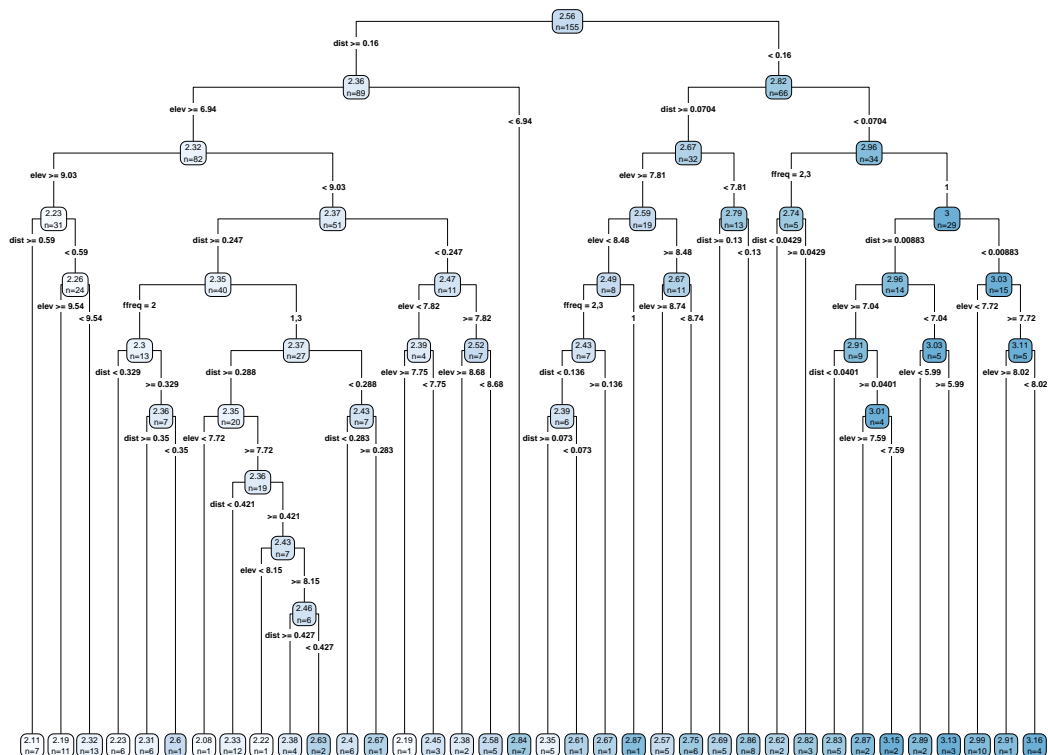 2.56
n=155
dist >= 0.16
< 0.16
2.36
n=89
2.82
n=66
elev >= 6.94
< 6.94
dist >= 0.0704
< 0.0704
2.32
n=82
2.67
n=32
2.96
n=34
elev >= 9.03
< 9.03
elev >= 7.81
< 7.81
ffreq = 2,3
1
2.23
n=31
2.37
n=51
2.59
n=19
2.79
n=13
2.74
n=5
3
n=29
dist >= 0.59
< 0.59
dist >= 0.247
< 0.247
elev < 8.48
>= 8.48
dist >= 0.13
< 0.13
dist < 0.0429
>= 0.0429
dist >= 0.00883
< 0.00883
2.26
n=24
2.35
n=40
2.47
n=11
2.49
n=8
2.67
n=11
2.96
n=14
3.03
n=15
elev >= 9.54
< 9.54
ffreq = 2
1,3
elev < 7.82
>= 7.82
ffreq = 2,3
1
elev >= 8.74
< 8.74
elev >= 7.04
< 7.04
elev < 7.72
>= 7.72
2.3
n=13
2.37
n=27
2.39
n=4
2.52
n=7
2.43
n=7
2.91
n=9
3.03
n=5
3.11
n=5
dist < 0.329
>= 0.329
dist >= 0.288
< 0.288
elev >= 7.75
< 7.75
elev >= 8.68
< 8.68
dist < 0.136
>= 0.136
dist < 0.0401
>= 0.0401
elev < 5.99
>= 5.99
elev >= 8.02
< 8.02
2.36
n=7
2.35
n=20
2.43
n=7
2.39
n=6
3.01
n=4
dist >= 0.35
< 0.35
elev < 7.72
>= 7.72
dist < 0.283
>= 0.283
dist >= 0.073
< 0.073
elev >= 7.59
< 7.59
2.36
n=19
dist < 0.421
>= 0.421
2.43
n=7
elev < 8.15
>= 8.15
2.46
n=6
dist >= 0.427
< 0.427
2.11 2.19 2.32 2.23 2.31 2.6 2.08 2.33 2.22 2.38 2.63 2.4 2.67 2.19 2.45 2.38 2.58 2.84 2.35 2.61 2.67 2.87 2.57 2.75 2.69 2.86 2.62 2.82 2.83 2.87 3.15 2.89 3.13 2.99 2.91 3.16
n=7 n=11 n=13 n=6 n=6 n=1 n=1 n=12 n=1 n=4 n=2 n=6 n=1 n=1 n=3 n=2 n=5 n=7 n=5 n=1 n=1 n=1 n=5 n=6 n=5 n=8 n=2 n=3 n=5 n=2 n=2 n=2 n=3 n=10 n=1 n=4